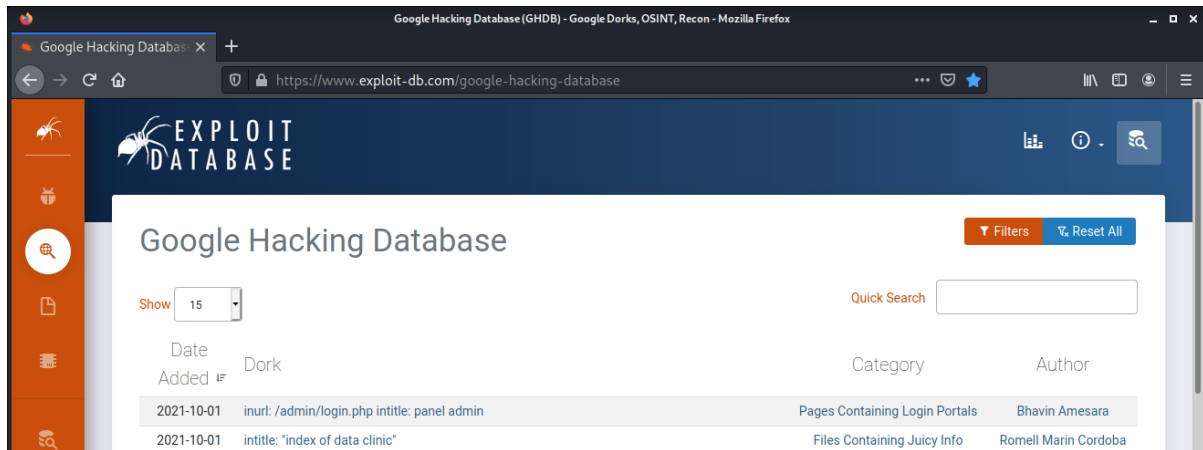 Google Hacking Database (GHDB) - Google Dorks, OSINT, Recon - Mozilla Firefox
Google Hacking Databas
https://www.exploit-db.com/google-hacking-database
EXPLOIT
DATABASE
Google Hacking Database
Filters
Reset All
Show 15
Quick Search
Date
Added Dork Category Author
2021-10-01 inurl: /admin/login.php intitle: panel admin Pages Containing Login Portals Bhavin Amesara
2021-10-01 intitle: "index of data clinic" Files Containing Juicy Info Romell Marin Cordoba